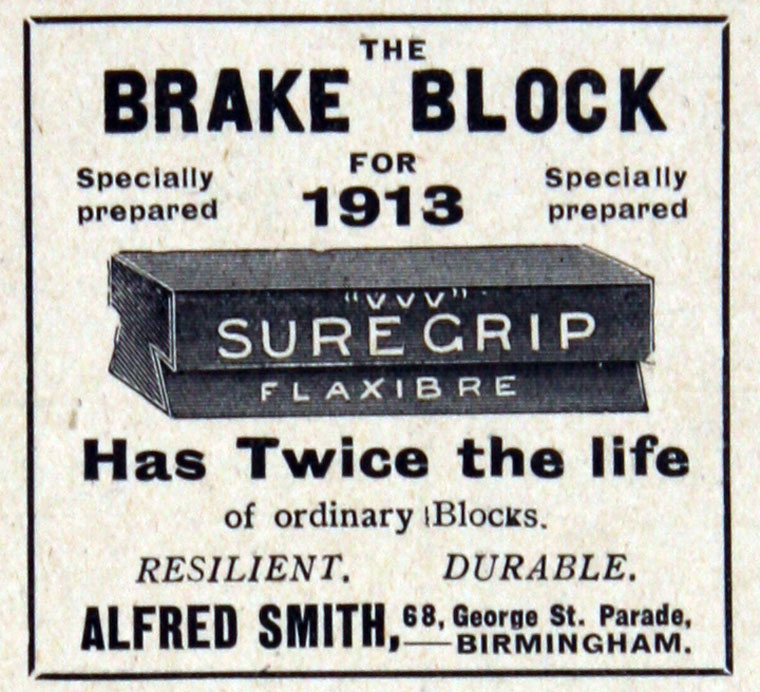 THE
BRAKE BLOCK
FOR
1913
Specially
prepared
Specially
prepared
"VVV"
SUREGRIP
FLAXIBRE
Has Twice the life
of ordinary Blocks.
RESILIENT. DURABLE.
ALFRED SMITH, 68, George St. Parade,
BIRMINGHAM.